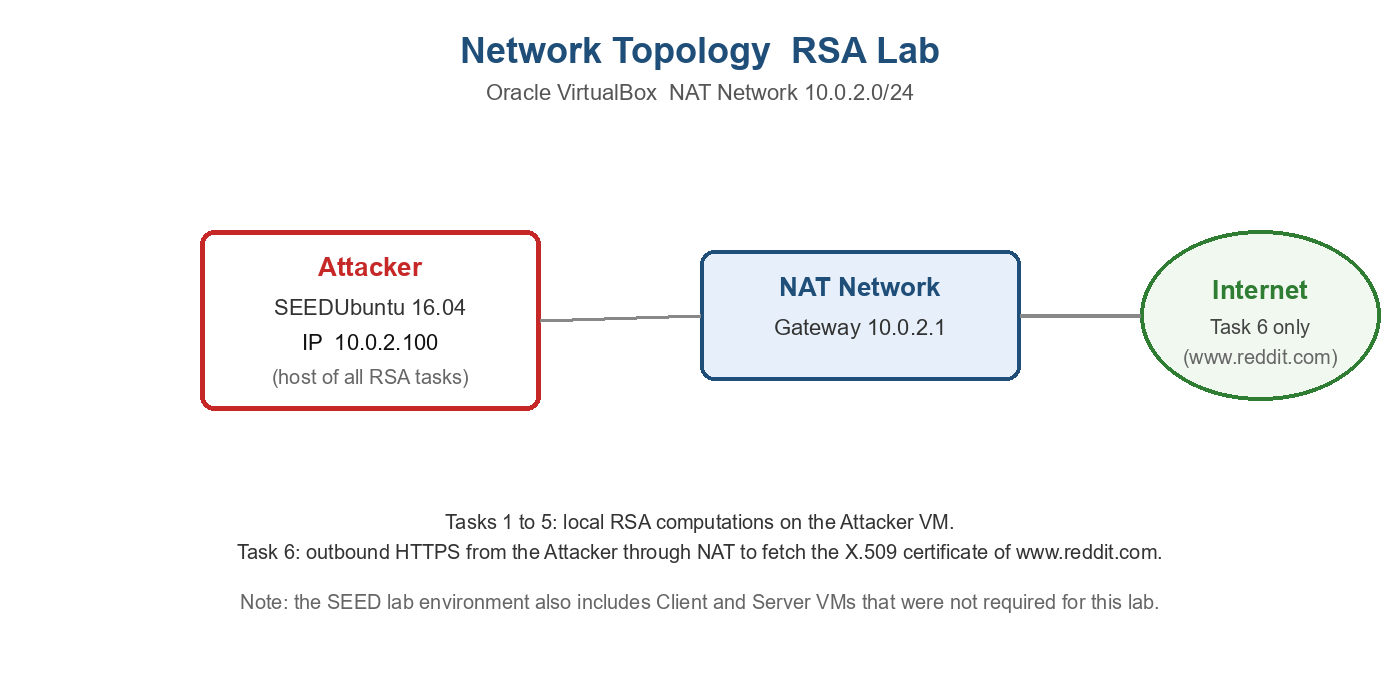 Network Topology  RSA Lab
Oracle VirtualBox  NAT Network 10.0.2.0/24
Attacker
SEEDUbuntu 16.04
IP  10.0.2.100
(host of all RSA tasks)
NAT Network
Gateway 10.0.2.1
Internet
Task 6 only
(www.reddit.com)
Tasks 1 to 5: local RSA computations on the Attacker VM.
Task 6: outbound HTTPS from the Attacker through NAT to fetch the X.509 certificate of www.reddit.com.
Note: the SEED lab environment also includes Client and Server VMs that were not required for this lab.